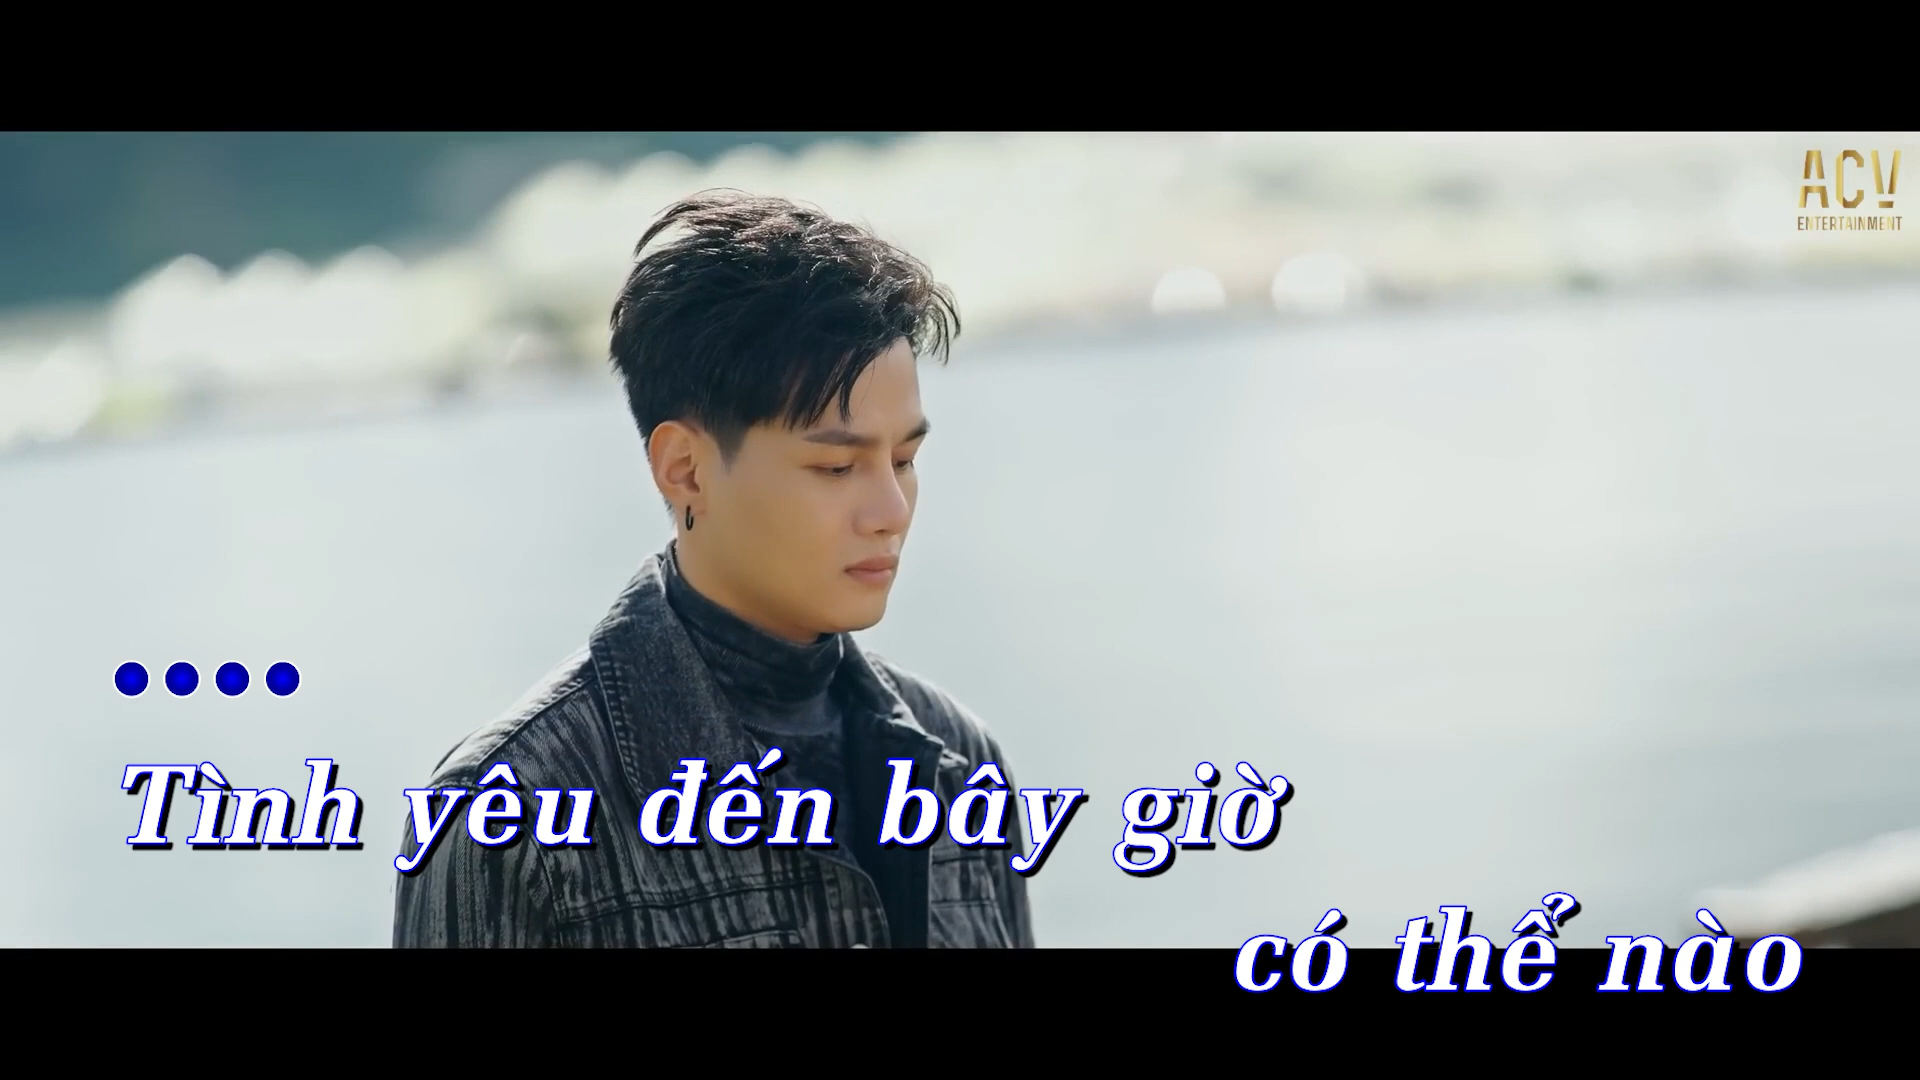 ACV
ENTERTAINMENT
Tình yêu đến bây giờ
có thể nào